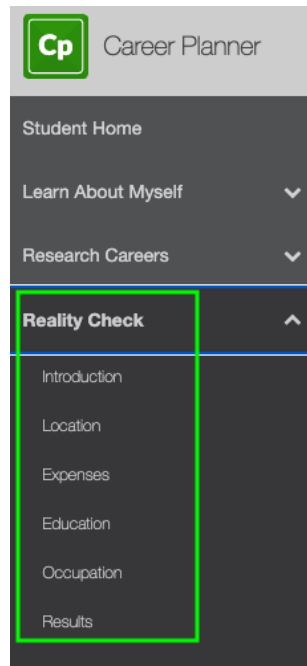 Cp Career Planner
Student Home
Learn About Myself
Research Careers
Reality Check
Introduction
Location
Expenses
Education
Occupation
Results